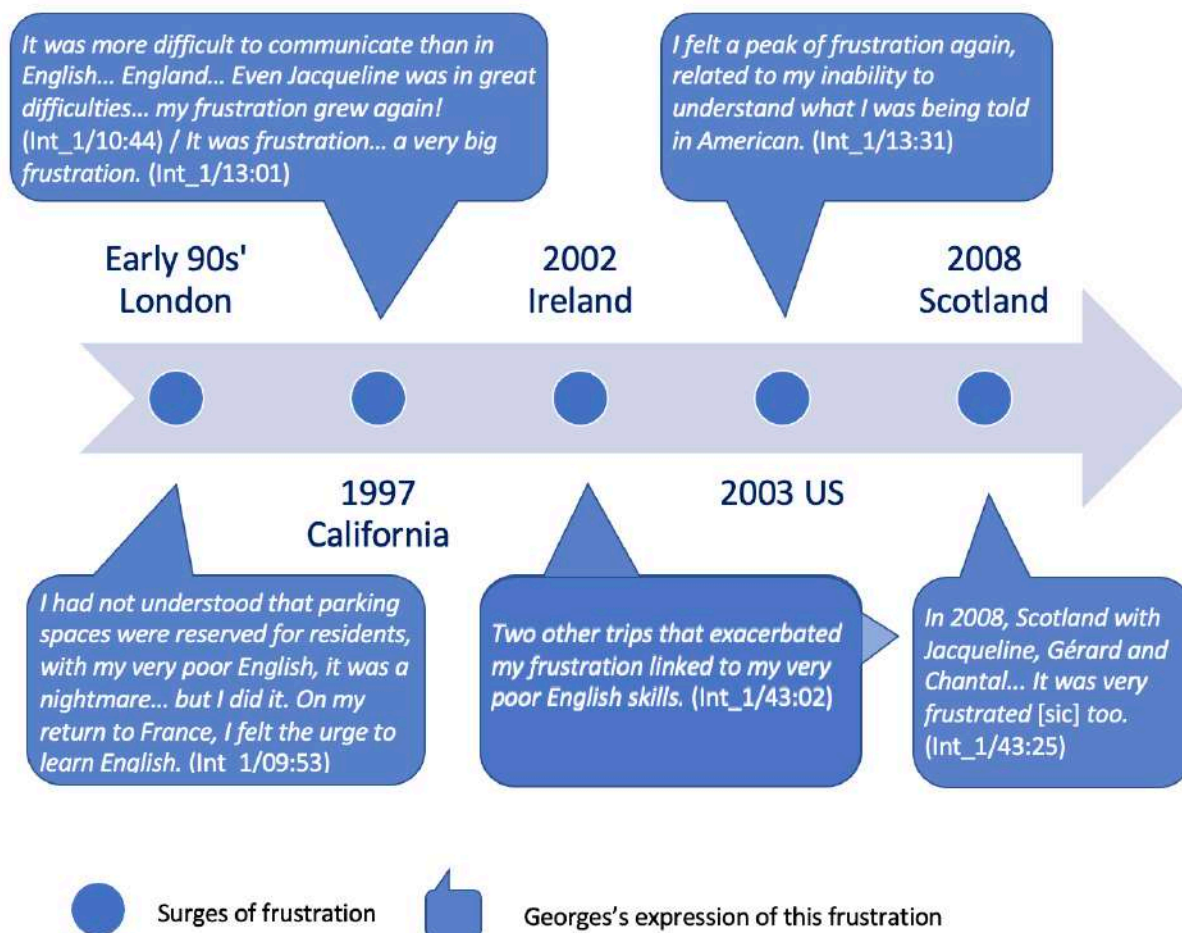 It was more difficult to communicate than in
English... England... Even Jacqueline was in great
difficulties... my frustration grew again!
(Int_1/10:44) / It was frustration... a very big
frustration. (Int_1/13:01)
I felt a peak of frustration again,
related to my inability to
understand what I was being told
in American. (Int_1/13:31)
Early 90s'
London
2002
Ireland
2008
Scotland
1997
California
2003 US
I had not understood that parking
spaces were reserved for residents,
with my very poor English, it was a
nightmare... but I did it. On my
return to France, I felt the urge to
learn English. (Int_1/09:53)
Two other trips that exacerbated
my frustration linked to my very
poor English skills. (Int_1/43:02)
In 2008, Scotland with
Jacqueline, Gérard and
Chantal... It was very
frustrated [sic] too.
(Int_1/43:25)
Surges of frustration
Georges's expression of this frustration